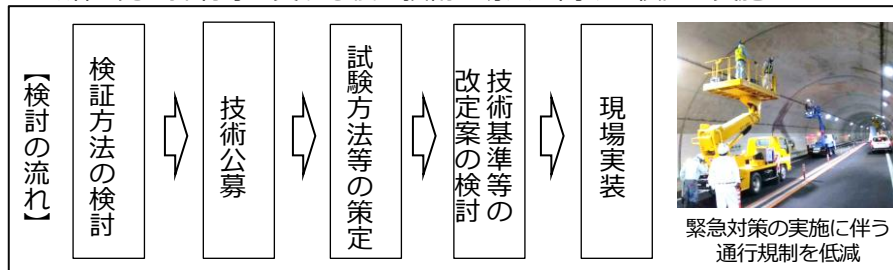 【検討の流れ】
検証方法の検討
技術公募
試験方法等の策定
技術基準等の
改定案の検討
現場実装
緊急対策の実施に伴う
通行規制を低減